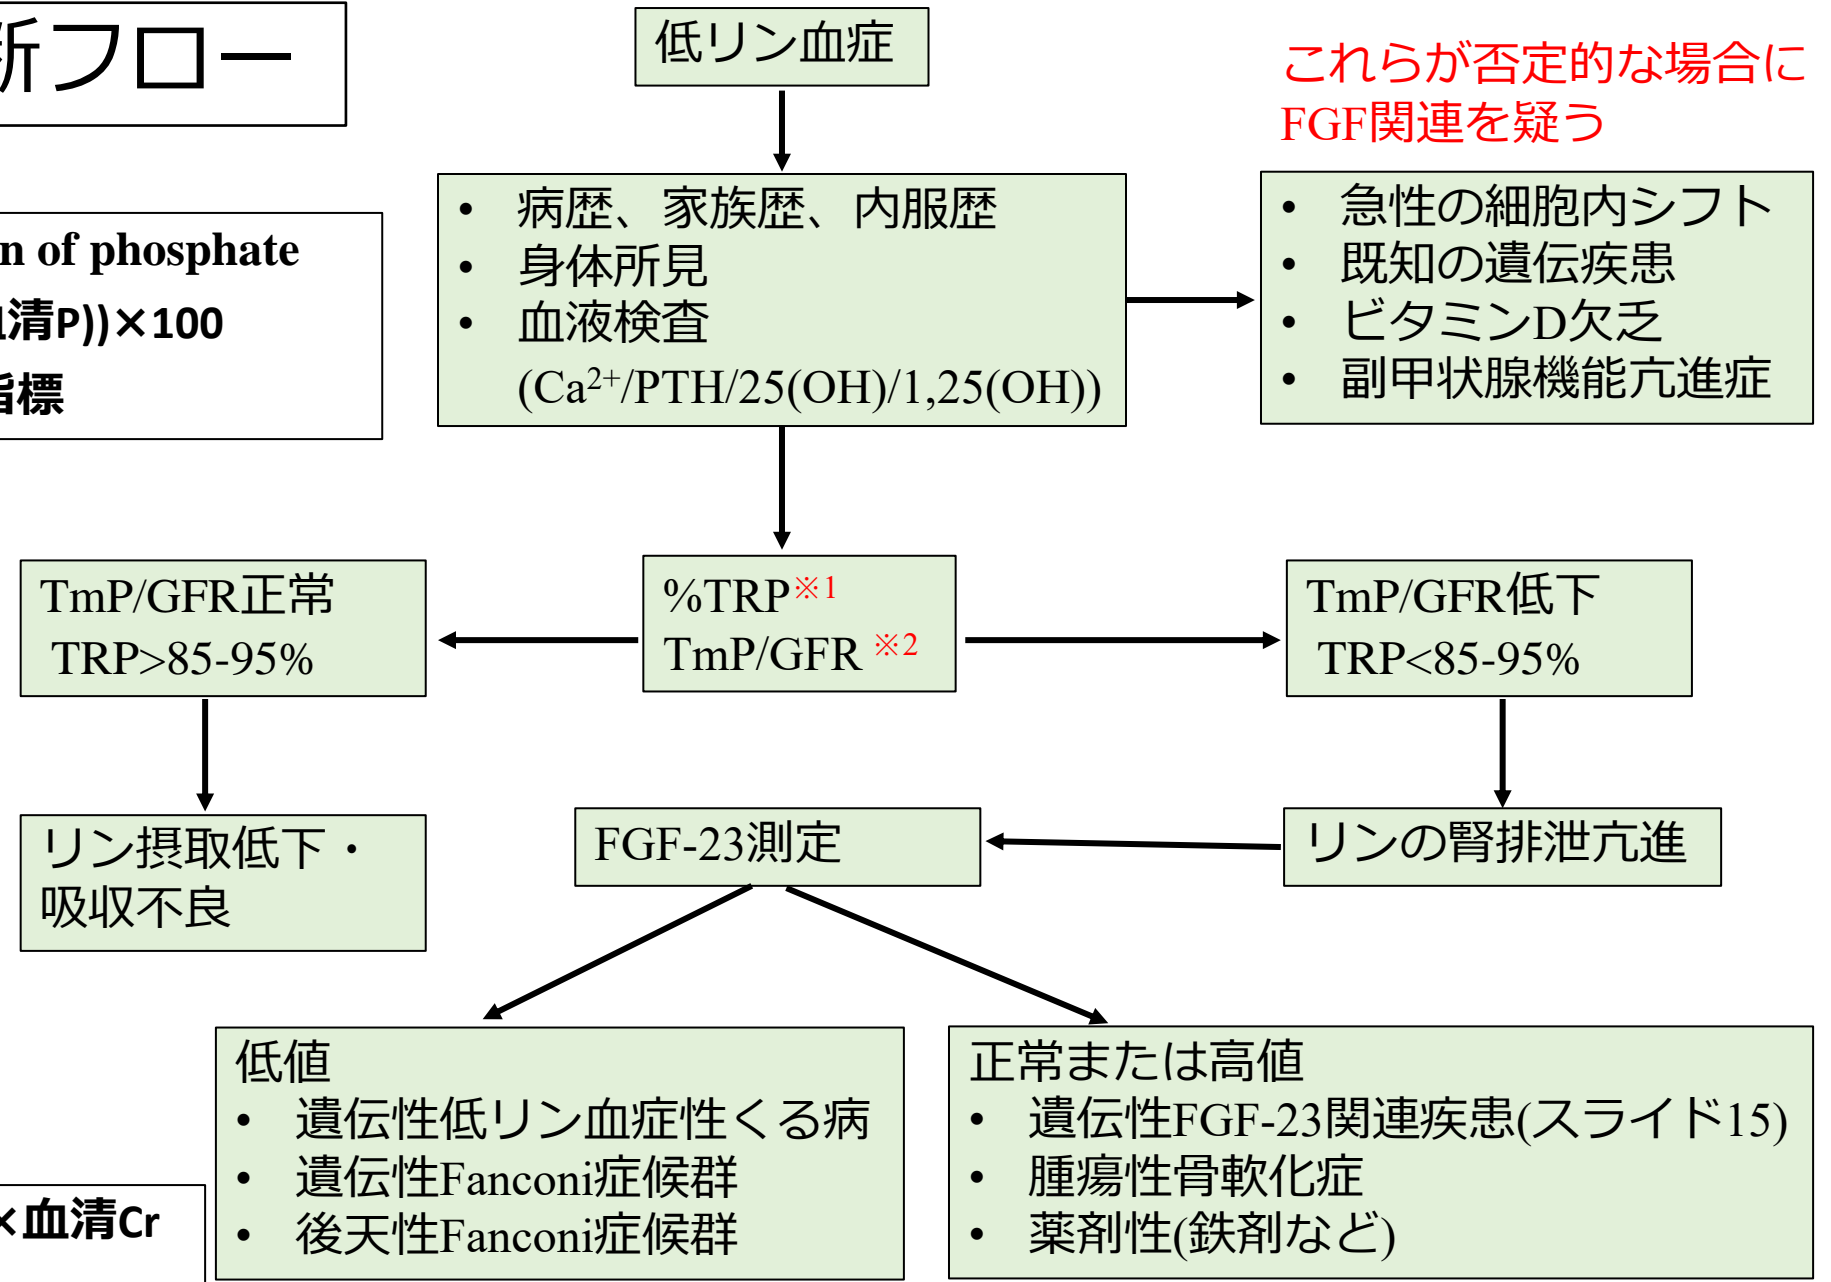 断フロー
低リン血症
これらが否定的な場合に
FGF関連を疑う
n of phosphate
清P))×100
指標
• 病歴、家族歴、内服歴
• 身体所見
• 血液検査
(Ca²⁺/PTH/25(OH)/1,25(OH))
• 急性の細胞内シフト
• 既知の遺伝疾患
• ビタミンD欠乏
• 副甲状腺機能亢進症
TmP/GFR正常
TRP>85-95%
%TRP※1
TmP/GFR ※2
TmP/GFR低下
TRP<85-95%
リン摂取低下・
吸収不良
FGF-23測定
リンの腎排泄亢進
低値
• 遺伝性低リン血症性くる病
• 遺伝性Fanconi症候群
• 後天性Fanconi症候群
正常または高値
• 遺伝性FGF-23関連疾患(スライド15)
• 腫瘍性骨軟化症
• 薬剤性(鉄剤など)
×血清Cr